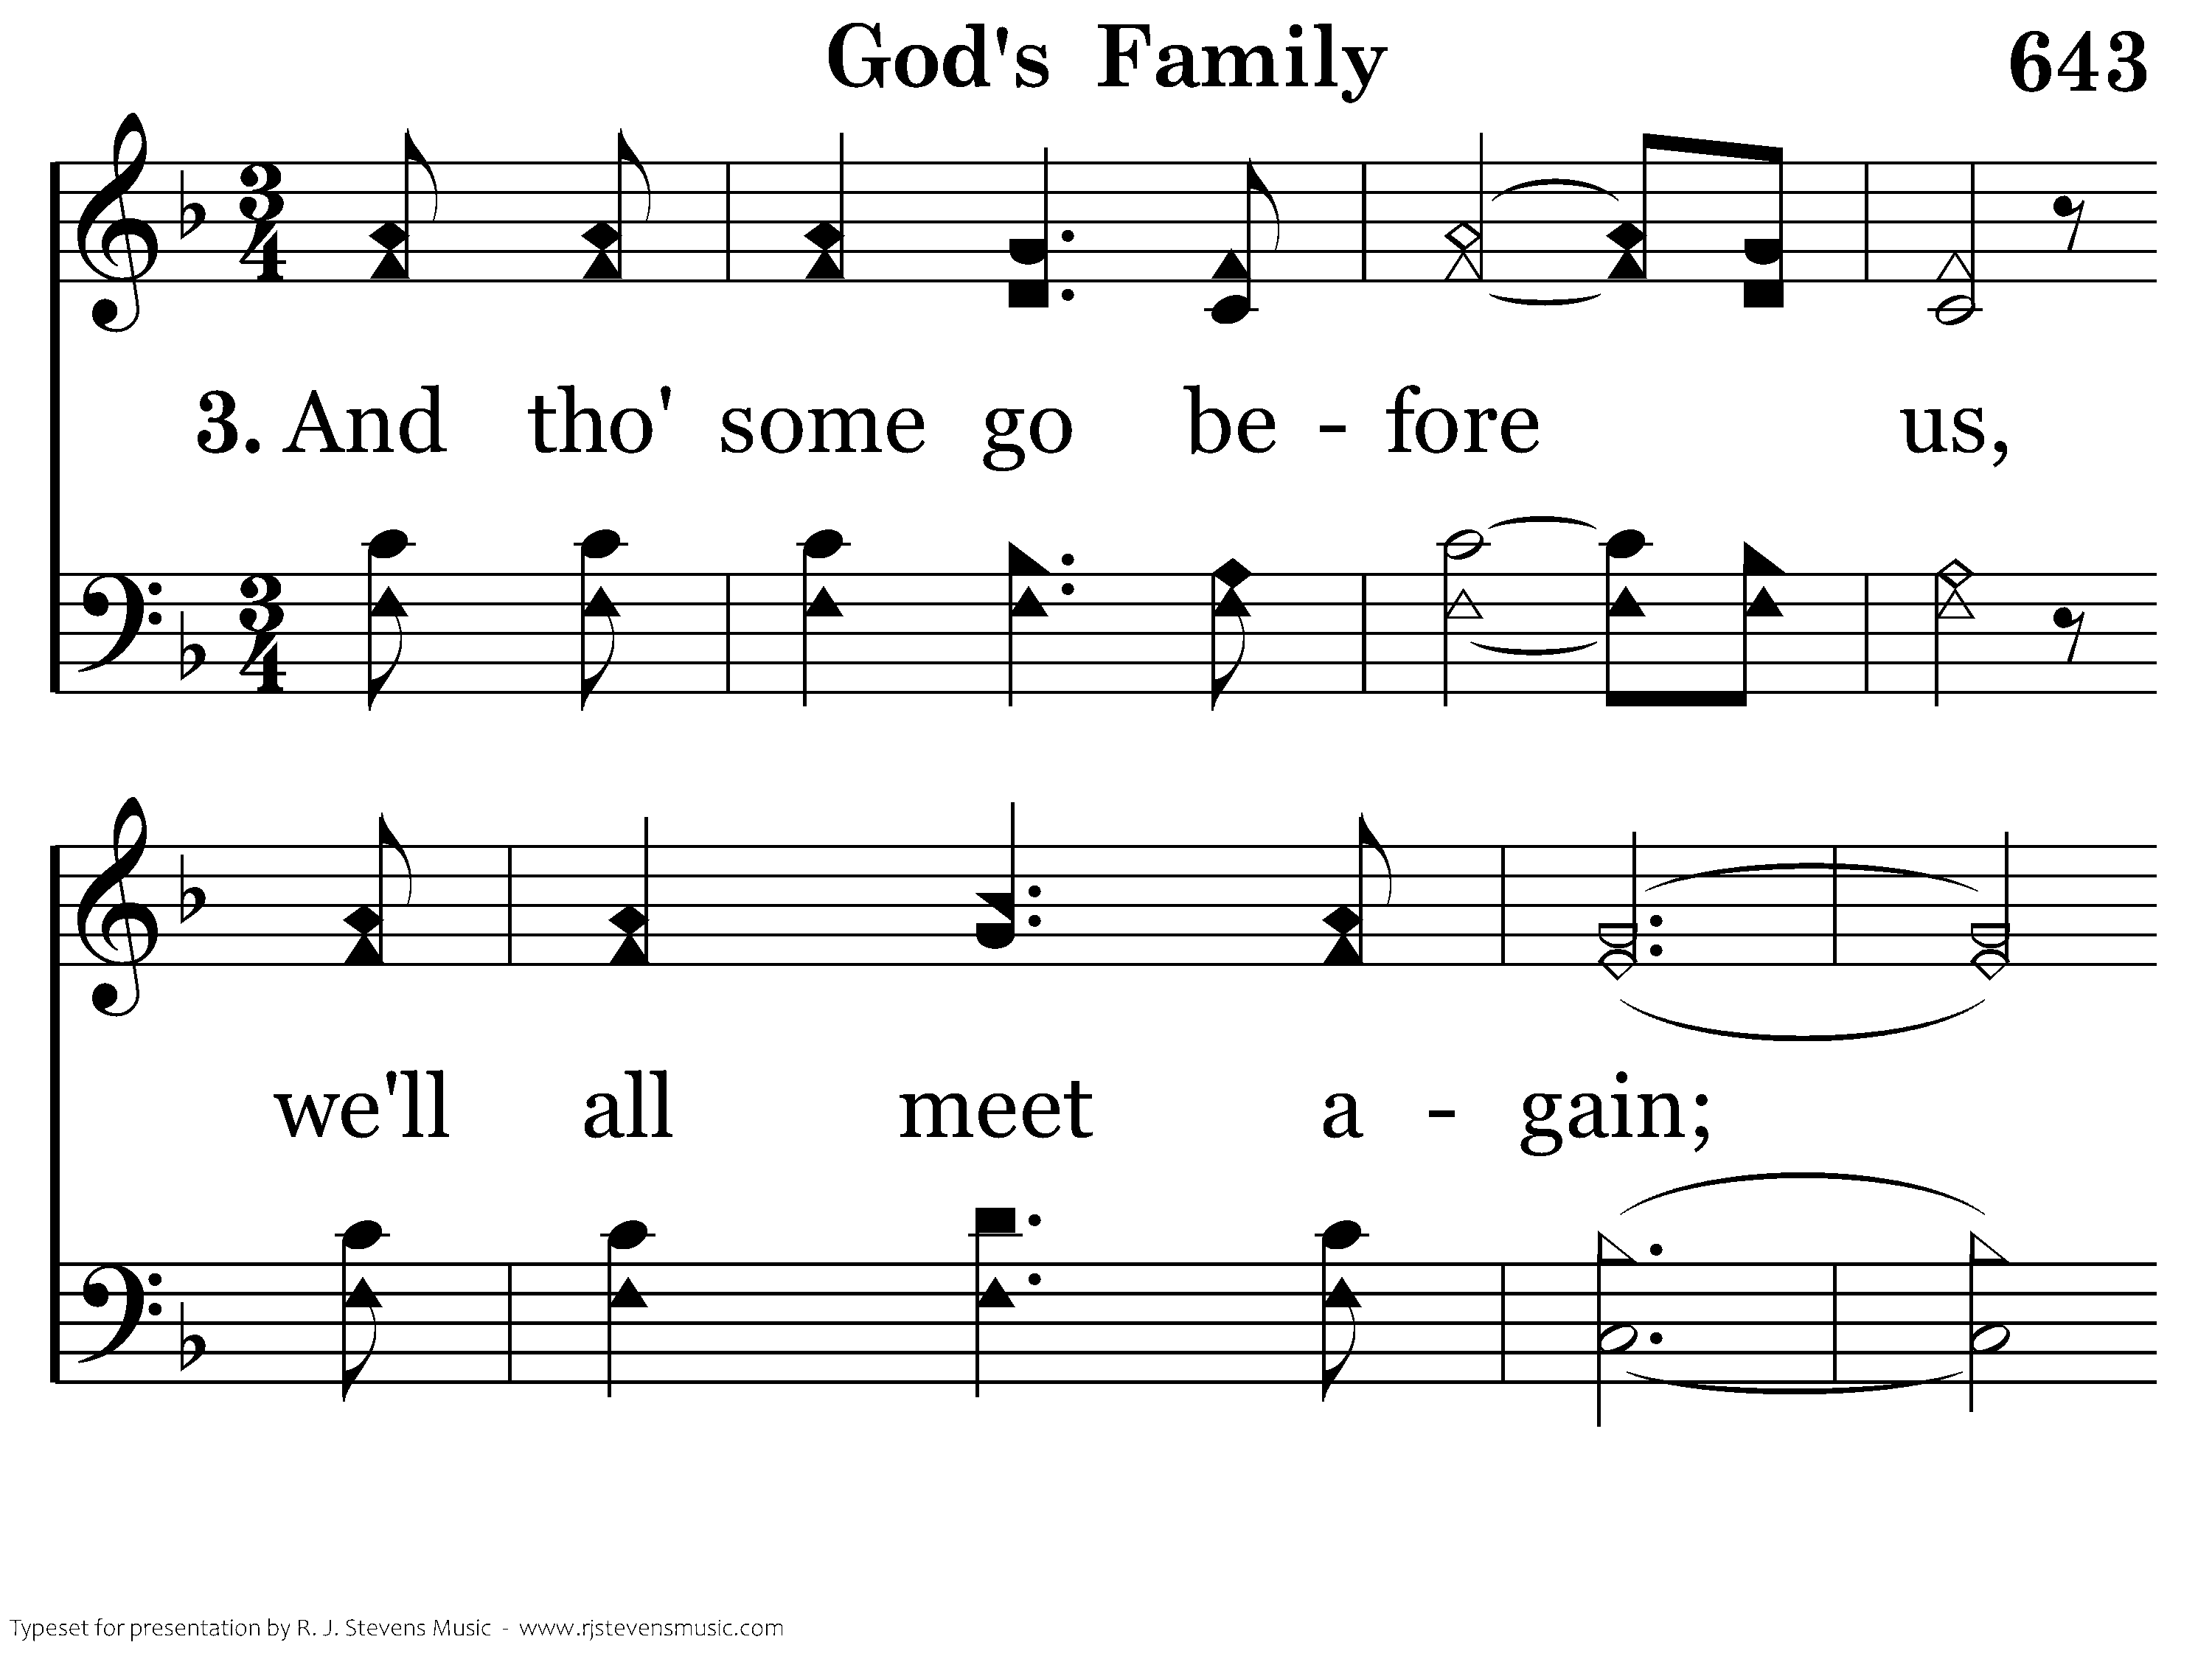 God's Family 643
3. And tho' some go be - fore us,
we'll all meet a - gain;
Typeset for presentation by R. J. Stevens Music - www.rjstevensmusic.com